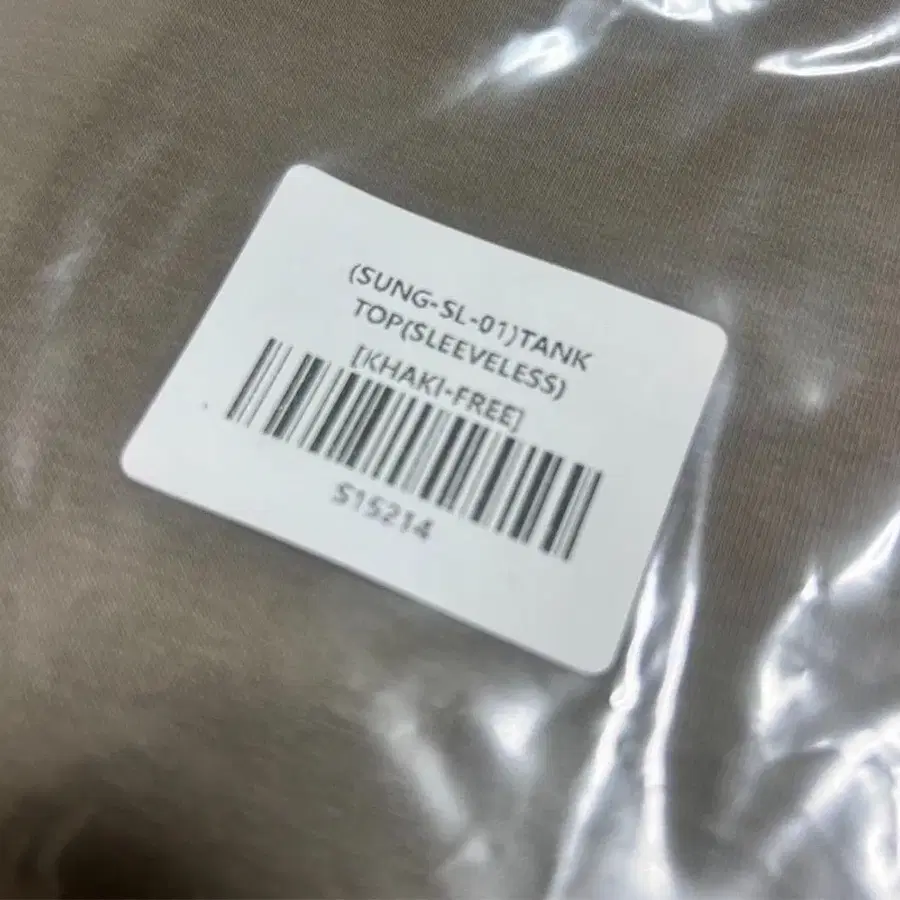 (SUNG-SL-01)TANK
TOP(SLEEVELESS)
[KHAKI-FREE]
S15214